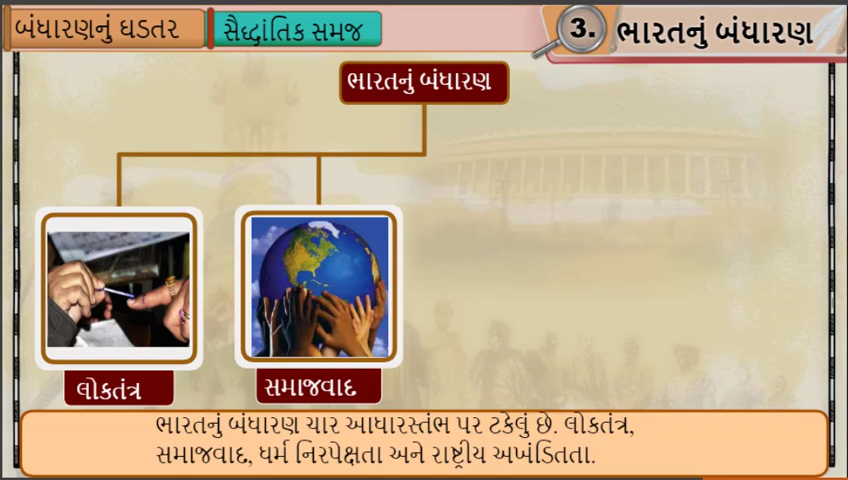 બંધારણનું ઘડતર
સૈદ્ધાંતિક સમજ
3. ભારતનું બંધારણ
ભારતનું બંધારણ
લોકતંત્ર
સમાજવાદ
ભારતનું બંધારણ ચાર આધારસ્તંભ પર ટકેલું છે. લોકતંત્ર,
સમાજવાદ, ધર્મ નિરપેક્ષતા અને રાષ્ટ્રીય અખંડિતતા.